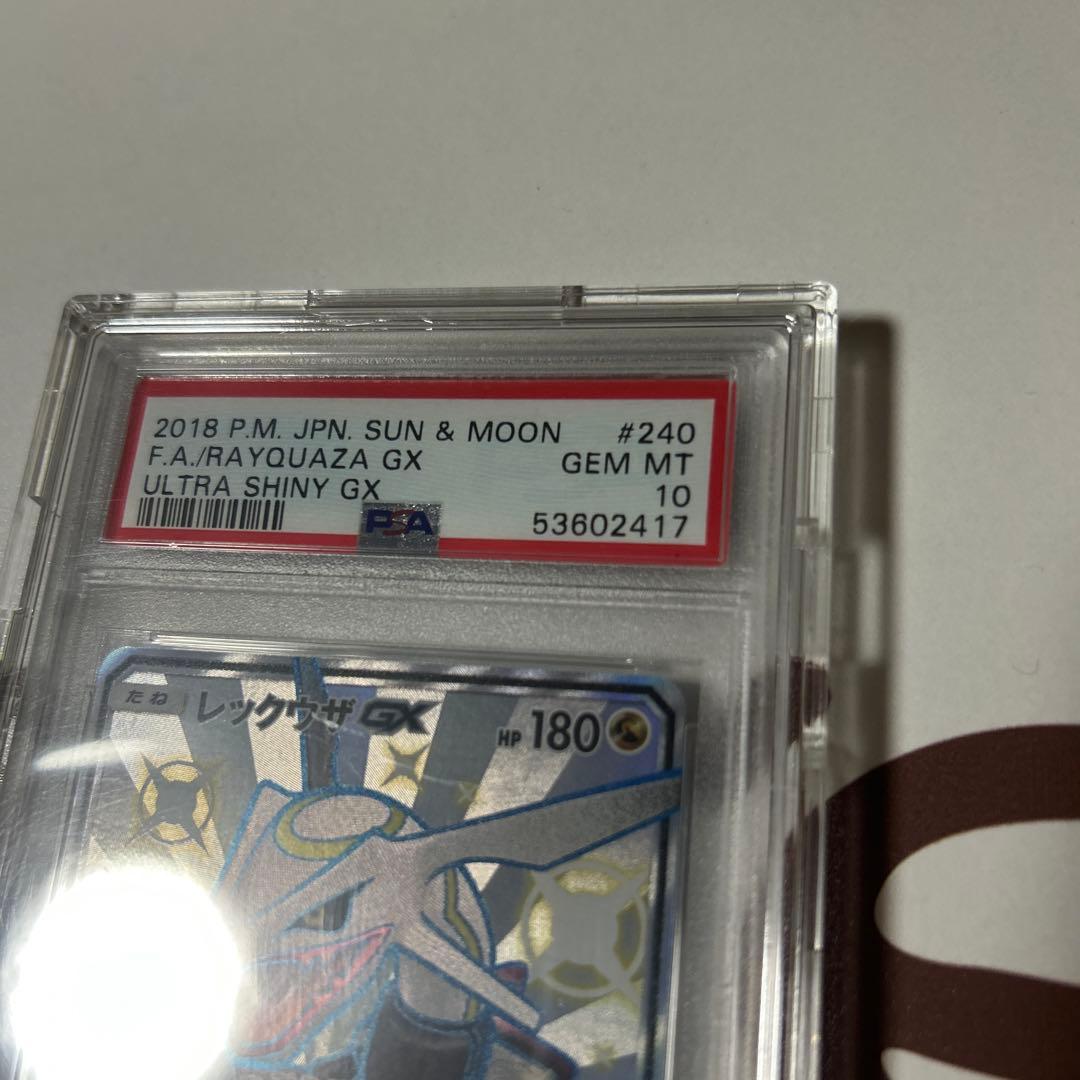 2018 P.M. JPN. SUN & MOON #240
F.A./RAYQUAZA GX GEM MT
ULTRA SHINY GX 10
PSA 53602417
たね レックウザ GX HP 180